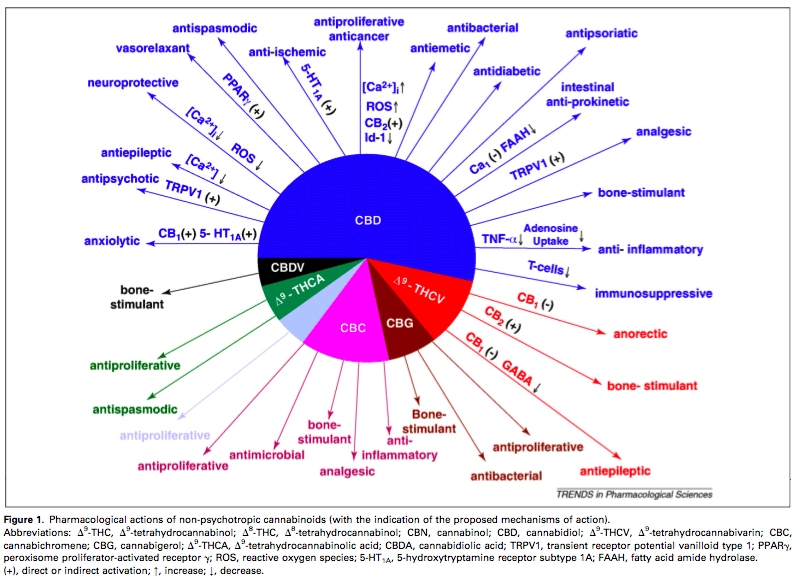 antispasmodic
antiproliferative
anticancer
antibacterial
vasorelaxant
anti-ischemic
antiemetic
antipsoriatic
neuroprotective
PPARγ (+)
5-HT1A (+)
[Ca2+]i↑
ROS↑
CB2(+)
Id-1↓
antidiabetic
intestinal
anti-prokinetic
[Ca2+]i↓ ROS↓
Ca1(-) FAAH↓
analgesic
antiepileptic
[Ca2+]↓
TRPV1 (+)
antipsychotic
TRPV1 (+)
bone-stimulant
CBD
anxiolytic
CB1(+) 5- HT1A(+)
TNF-α↓
Adenosine
Uptake ↓
anti- inflammatory
T-cells↓
immunosuppressive
CBDV
bone-
stimulant
Δ9-THCA
Δ9-THCV
CB1 (-)
anorectic
CBC
CBG
CB2 (+)
bone- stimulant
CB1(-) GABA↓
antiepileptic
antiproliferative
antispasmodic
antiproliferative
antiproliferative
antimicrobial
bone-
stimulant
analgesic
anti-
inflammatory
Bone-
stimulant
antibacterial
antiproliferative
TRENDS in Pharmacological Sciences
Figure 1. Pharmacological actions of non-psychotropic cannabinoids (with the indication of the proposed mechanisms of action).
Abbreviations: Δ9-THC, Δ9-tetrahydrocannabinol; Δ8-THC, Δ8-tetrahydrocannabinol; CBN, cannabinol; CBD, cannabidiol; Δ9-THCV, Δ9-tetrahydrocannabivarin; CBC,
cannabichromene; CBG, cannabigerol; Δ9-THCA, Δ9-tetrahydrocannabinolic acid; CBDA, cannabidiolic acid; TRPV1, transient receptor potential vanilloid type 1; PPARγ,
peroxisome proliferator-activated receptor γ; ROS, reactive oxygen species; 5-HT1A, 5-hydroxytryptamine receptor subtype 1A; FAAH, fatty acid amide hydrolase.
(+), direct or indirect activation; ↑, increase; ↓, decrease.